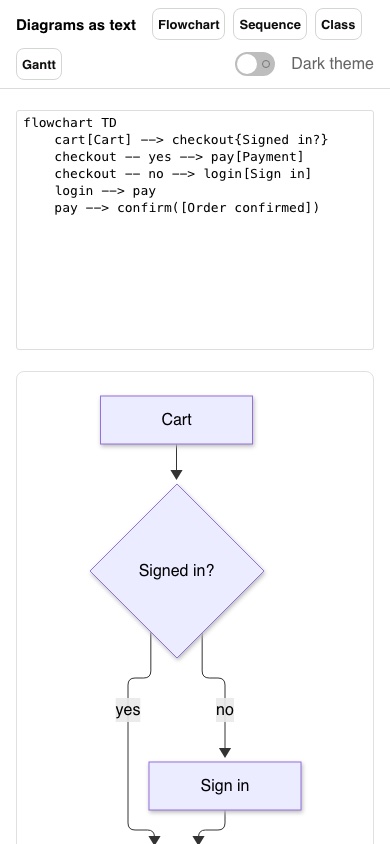 Diagrams as text
Flowchart
Sequence
Class
Gantt
Dark theme
flowchart TD
    cart[Cart] --> checkout{Signed in?}
    checkout -- yes --> pay[Payment]
    checkout -- no --> login[Sign in]
    login --> pay
    pay --> confirm([Order confirmed])
Cart
Signed in?
yes
no
Sign in